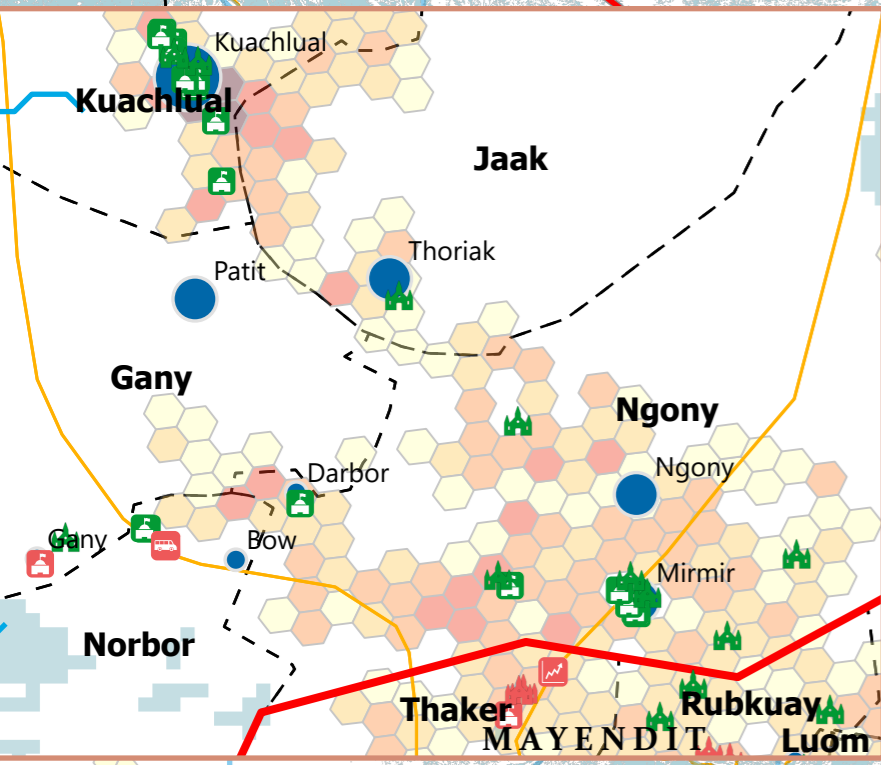 Kuachlual
Kuachlual
Jaak
Thoriak
Patit
Gany
Ngony
Ngony
Darbor
Gany
Bow
Mirmir
Norbor
Thaker
Rubkuay
MAYENDIT
Luom